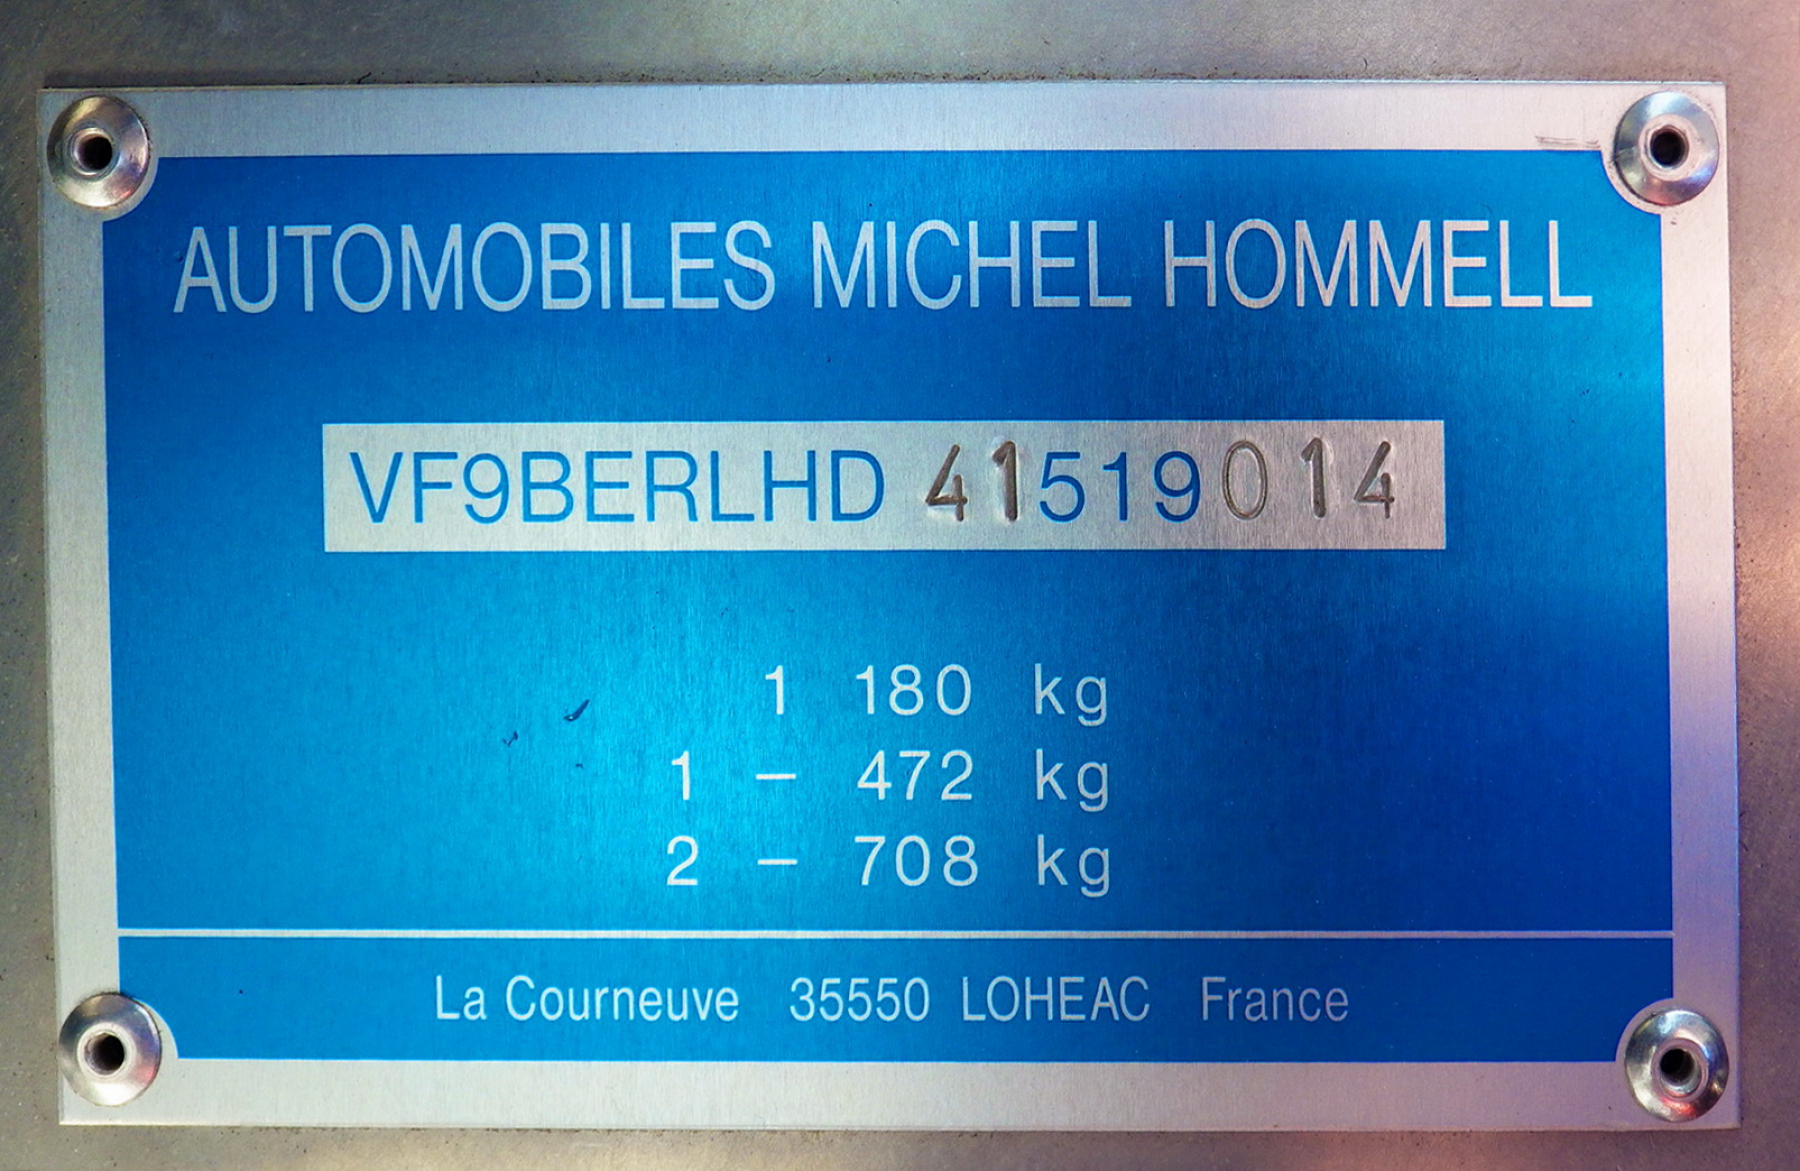 AUTOMOBILES MICHEL HOMMELL
VF9BERLHD 41519014
1 180 kg
1 - 472 kg
2 - 708 kg
La Courneuve 35550 LOHEAC France